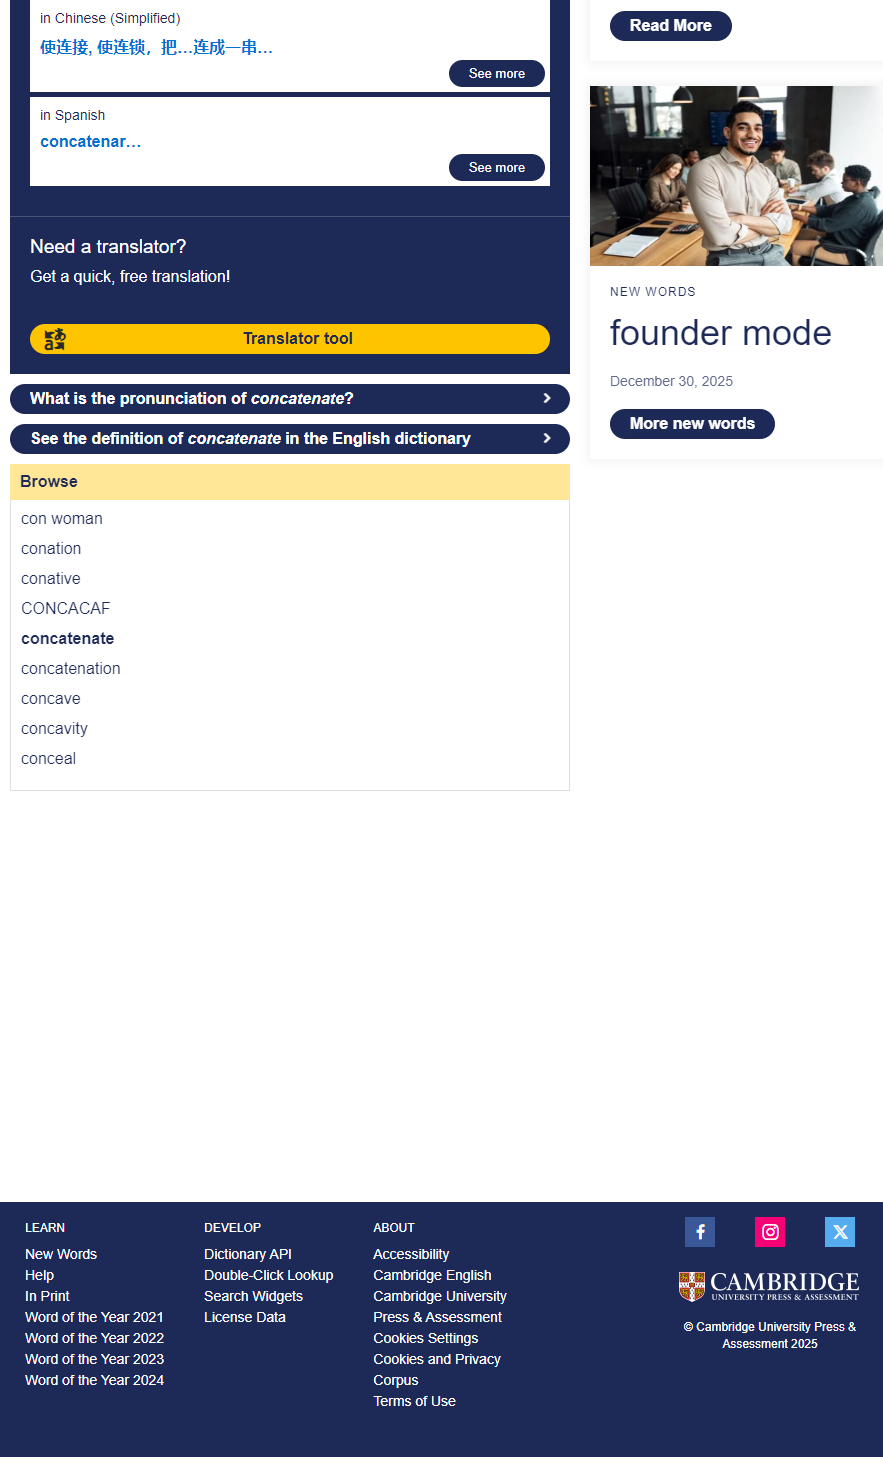 in Chinese (Simplified)
使连接, 使连锁，把…连成一串…
See more
in Spanish
concatenar…
See more
Need a translator?
Get a quick, free translation!
Translator tool
What is the pronunciation of concatenate?
See the definition of concatenate in the English dictionary
Browse
con woman
conation
conative
CONCACAF
concatenate
concatenation
concave
concavity
conceal
Read More
NEW WORDS
founder mode
December 30, 2025
More new words
LEARN
New Words
Help
In Print
Word of the Year 2021
Word of the Year 2022
Word of the Year 2023
Word of the Year 2024
DEVELOP
Dictionary API
Double-Click Lookup
Search Widgets
License Data
ABOUT
Accessibility
Cambridge English
Cambridge University
Press & Assessment
Cookies Settings
Cookies and Privacy
Corpus
Terms of Use
CAMBRIDGE
UNIVERSITY PRESS & ASSESSMENT
© Cambridge University Press &
Assessment 2025